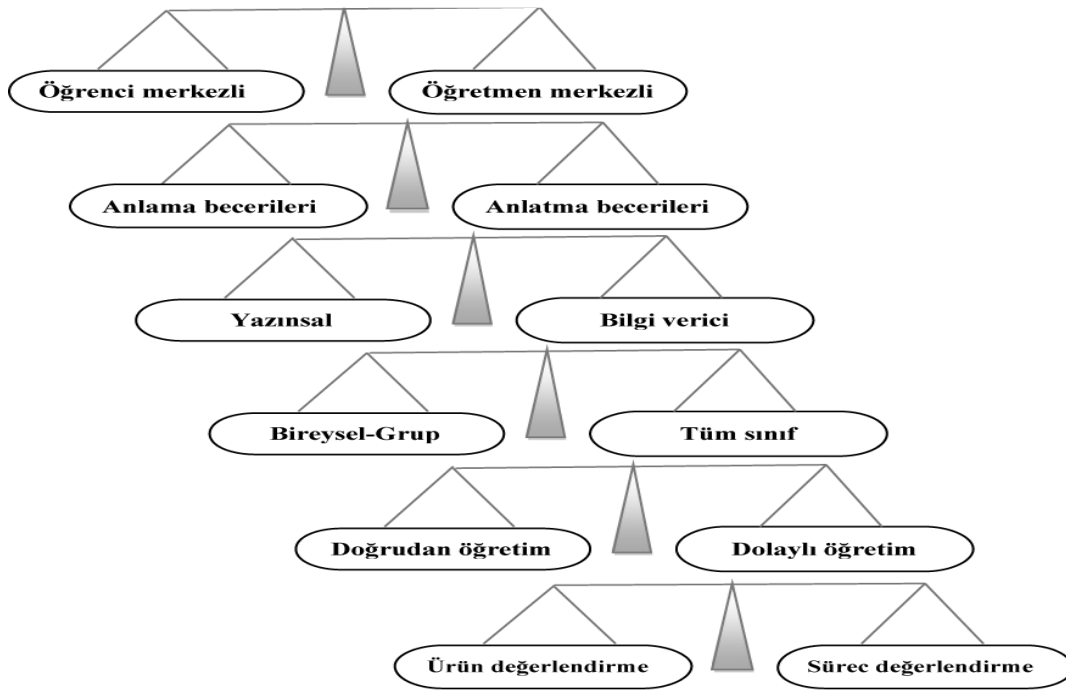 Öğrenci merkezli
Öğretmen merkezli
Anlama becerileri
Anlatma becerileri
Yazınsal
Bilgi verici
Bireysel-Grup
Tüm sınıf
Doğrudan öğretim
Dolaylı öğretim
Ürün değerlendirme
Sürec değerlendirme